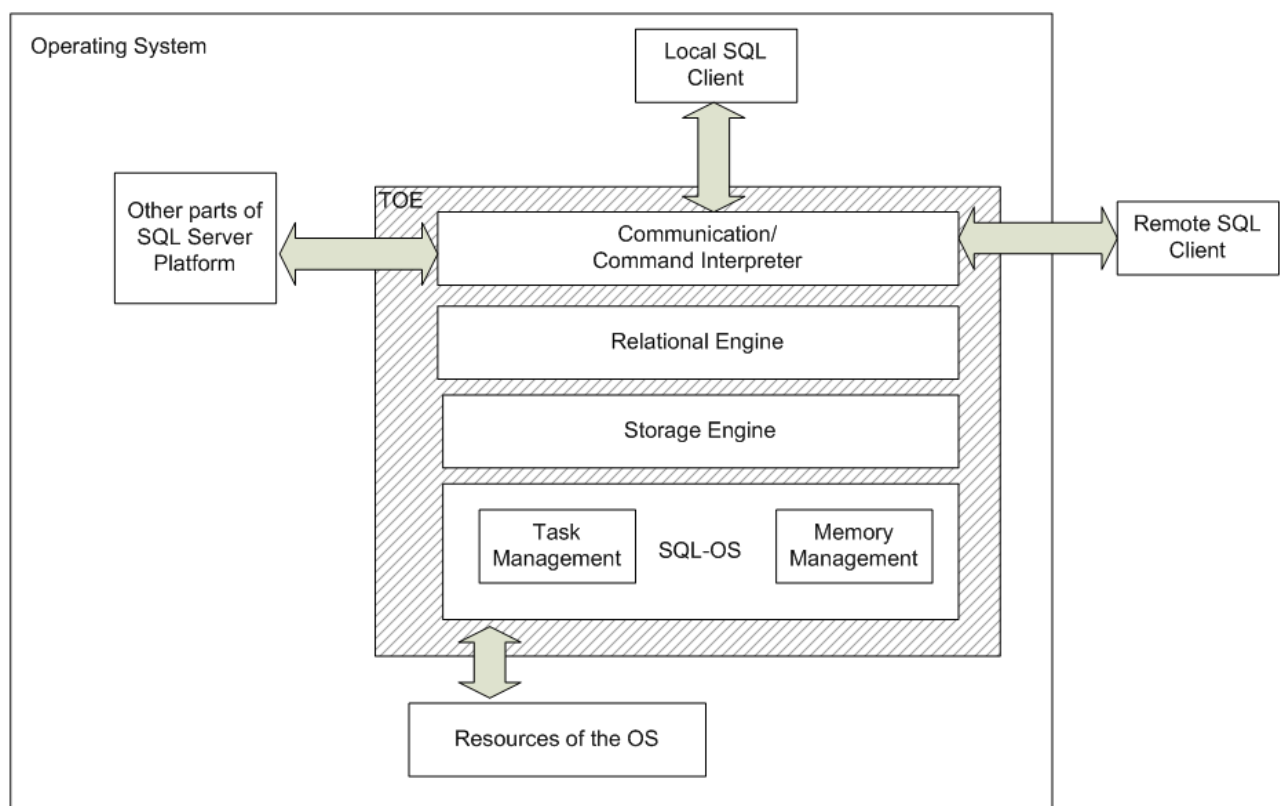 Operating System
Local SQL
Client
TOE
Other parts of
SQL Server
Platform
Communication/
Command Interpreter
Remote SQL
Client
Relational Engine
Storage Engine
Task
Management
SQL-OS
Memory
Management
Resources of the OS